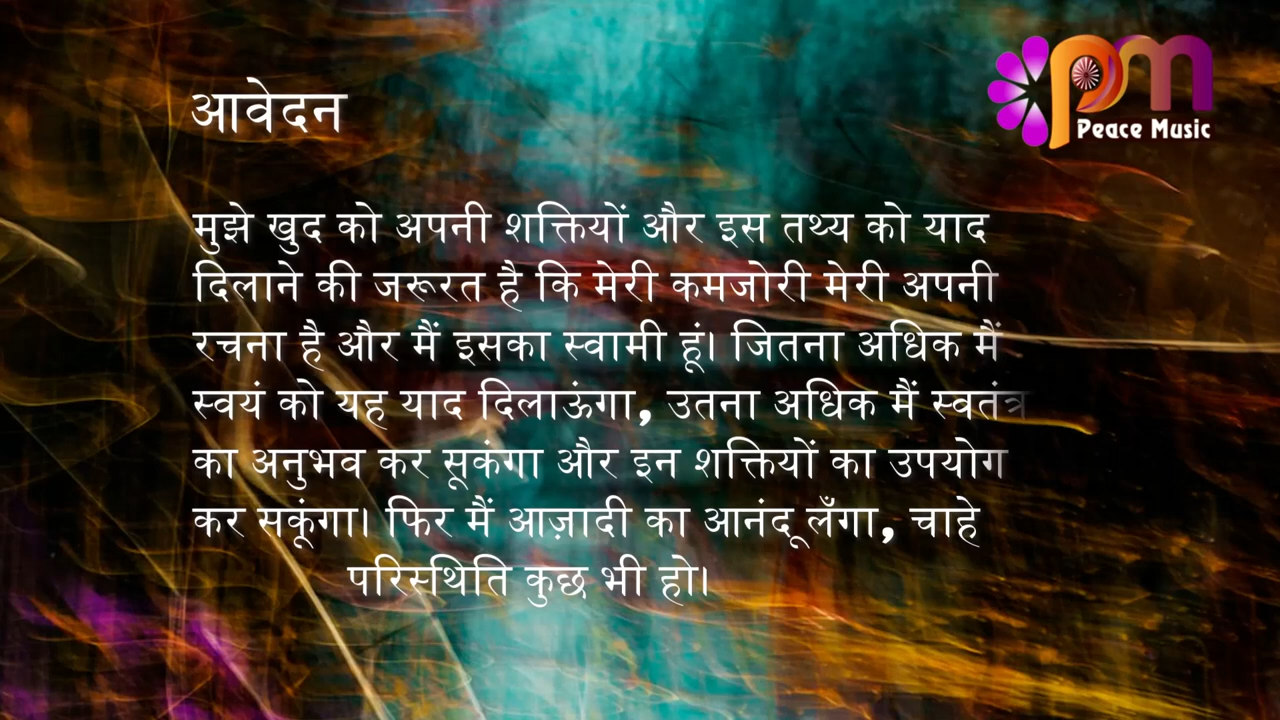 आवेदन
Peace Music
मुझे खुद को अपनी शक्तियों और इस तथ्य को याद
दिलाने की जरूरत है कि मेरी कमजोरी मेरी अपनी
रचना है और मैं इसका स्वामी हूं। जितना अधिक मैं
स्वयं को यह याद दिलाऊंगा, उतना अधिक मैं स्वतंत्र
का अनुभव कर सूकंगा और इन शक्तियों का उपयोग
कर सकूंगा। फिर मैं आज़ादी का आनंदू लँगा, चाहे
परिस्थिति कुछ भी हो।